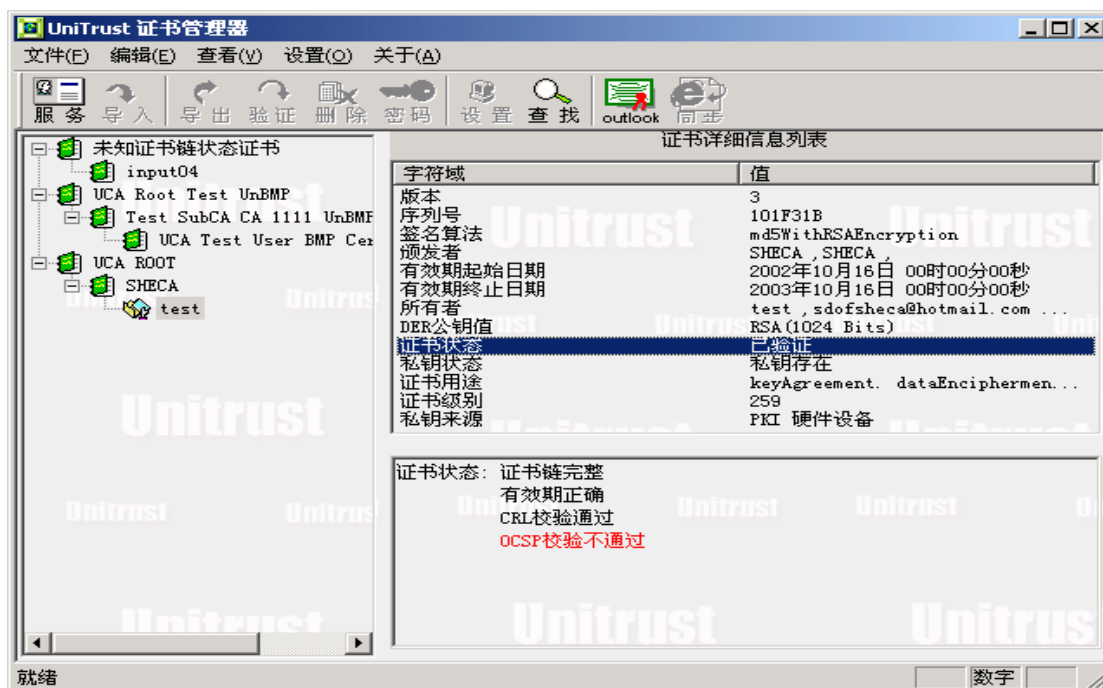 UniTrust 证书管理器
文件(F) 编辑(E) 查看(V) 设置(O) 关于(A)
服务 导入 导出 验证 删除 密码 设置 查找 outlook 同步
未知证书链状态证书
input04
UCA Root Test UnBMP
Test SubCA CA 1111 UnBMP
UCA Test User BMP Cer
UCA ROOT
SHECA
test
证书详细信息列表
字符域 值
版本 3
序列号 101F31B
签名算法 md5WithRSAEncryption
颁发者 SHECA ,SHECA ,
有效期起始日期 2002年10月16日 00时00分00秒
有效期终止日期 2003年10月16日 00时00分00秒
所有者 test ,sdofsheca@hotmail.com ...
DER公钥值 RSA(1024 Bits)
证书状态 已验证
私钥状态 私钥存在
证书用途 keyAgreement. dataEnciphermen...
证书级别 259
私钥来源 PKI 硬件设备
证书状态: 证书链完整
有效期正确
CRL校验通过
OCSP校验不通过
Unitrust
就绪 数字